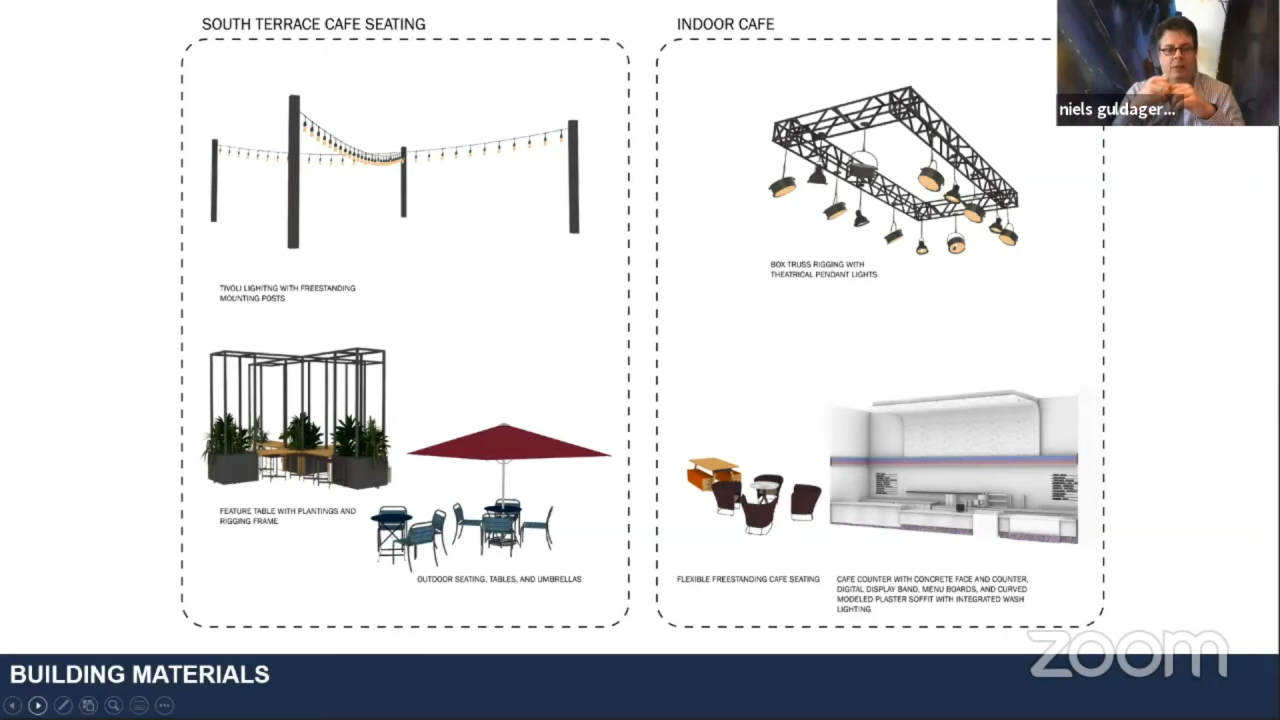 SOUTH TERRACE CAFE SEATING
INDOOR CAFE
niels guldager...
TIVOLI LIGHITNG WITH FREESTANDING
MOUNTING POSTS
BOX TRUSS RIGGING WITH
THEATRICAL PENDANT LIGHTS
FEATURE TABLE WITH PLANTINGS AND
RIGGING FRAME
OUTDOOR SEATING, TABLES, AND UMBRELLAS
FLEXIBLE FREESTANDING CAFE SEATING
CAFE COUNTER WITH CONCRETE FACE AND COUNTER,
DIGITAL DISPLAY BAND, MENU BOARDS, AND CURVED
MODELED PLASTER SOFFIT WITH INTEGRATED WASH
LIGHTING
zoom
BUILDING MATERIALS